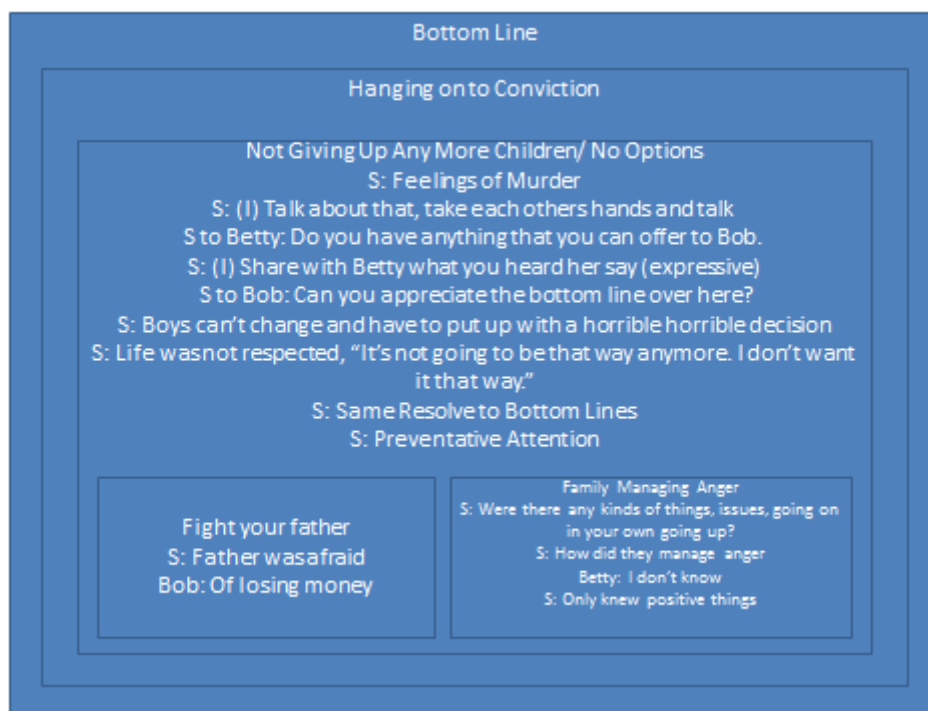 Bottom Line
Hanging on to Conviction
Not Giving Up Any More Children/ No Options
S: Feelings of Murder
S: (I) Talk about that, take each others hands and talk
S to Betty: Do you have anything that you can offer to Bob.
S: (I) Share with Betty what you heard her say (expressive)
S to Bob: Can you appreciate the bottom line over here?
S: Boys can't change and have to put up with a horrible horrible decision
S: Life was not respected, “It's not going to be that way anymore. I don't want
it that way.”
S: Same Resolve to Bottom Lines
S: Preventative Attention
Fight your father
S: Father was afraid
Bob: Of losing money
Family Managing Anger
S: Were there any kinds of things, issues, going on
in your own going up?
S: How did they manage anger
Betty: I don't know
S: Only knew positive things